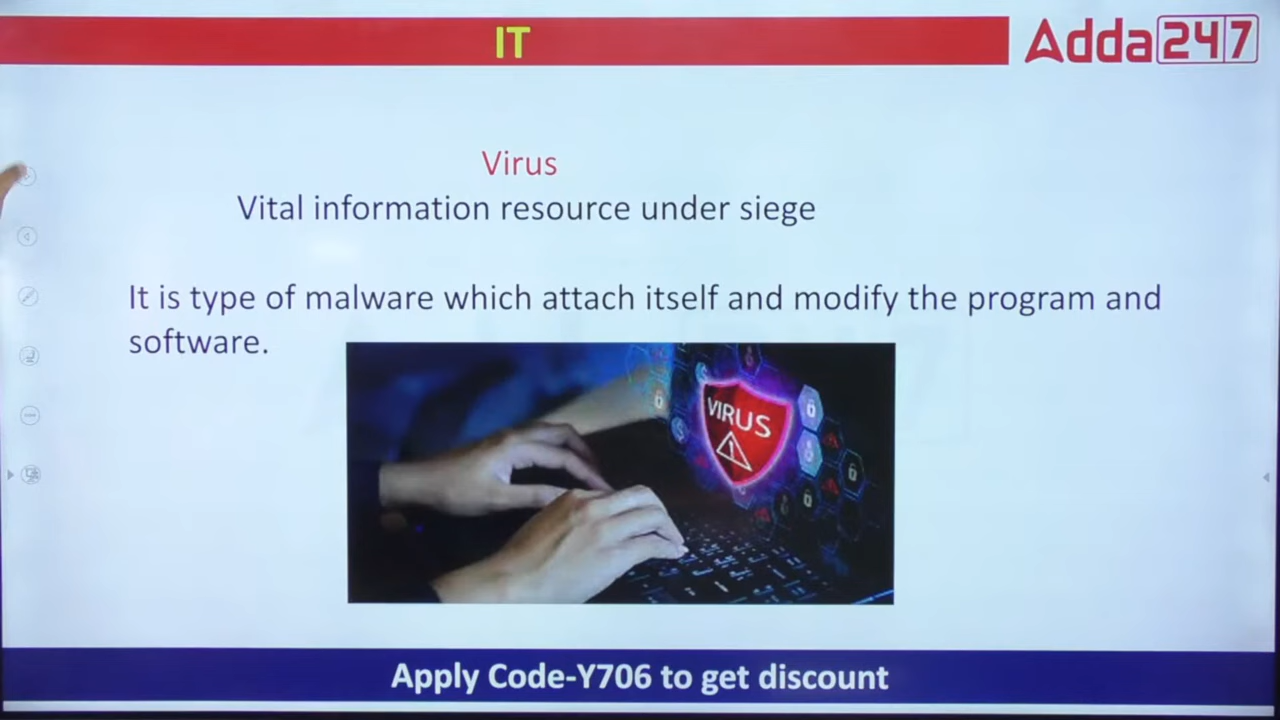 IT
Adda247
Virus
Vital information resource under siege
It is type of malware which attach itself and modify the program and
software.
VIRUS
Apply Code-Y706 to get discount